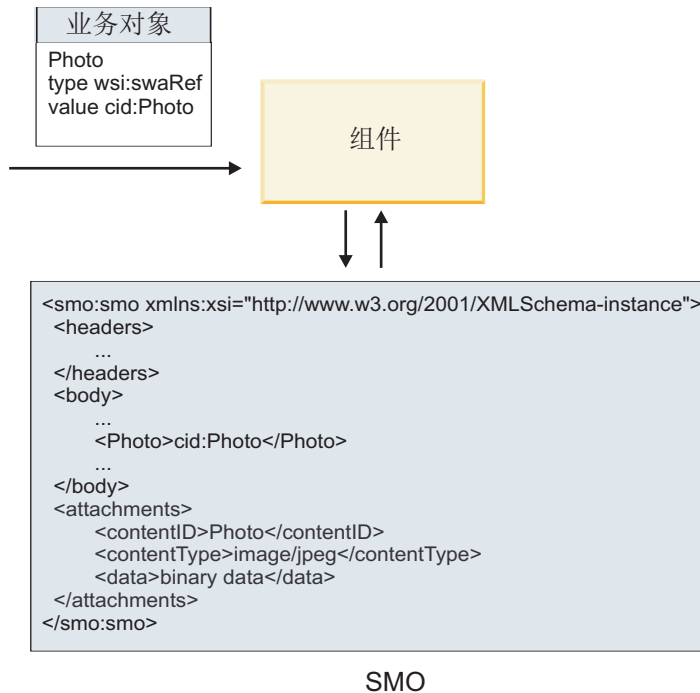 业务对象
Photo
type wsi:swaRef
value cid:Photo
组件
<smo:smo xmlns:xsi="http://www.w3.org/2001/XMLSchema-instance">
<headers>
...
</headers>
<body>
...
<Photo>cid:Photo</Photo>
...
</body>
<attachments>
<contentID>Photo</contentID>
<contentType>image/jpeg</contentType>
<data>binary data</data>
</attachments>
</smo:smo>
SMO